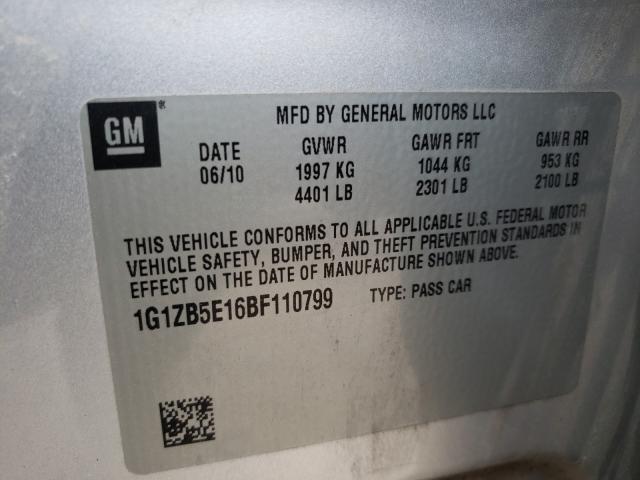 GM®
MFD BY GENERAL MOTORS LLC
DATE GVWR GAWR FRT GAWR RR
06/10 1997 KG 1044 KG 953 KG
4401 LB 2301 LB 2100 LB
THIS VEHICLE CONFORMS TO ALL APPLICABLE U.S. FEDERAL MOTOR
VEHICLE SAFETY, BUMPER, AND THEFT PREVENTION STANDARDS IN
EFFECT ON THE DATE OF MANUFACTURE SHOWN ABOVE.
1G1ZB5E16BF110799 TYPE: PASS CAR